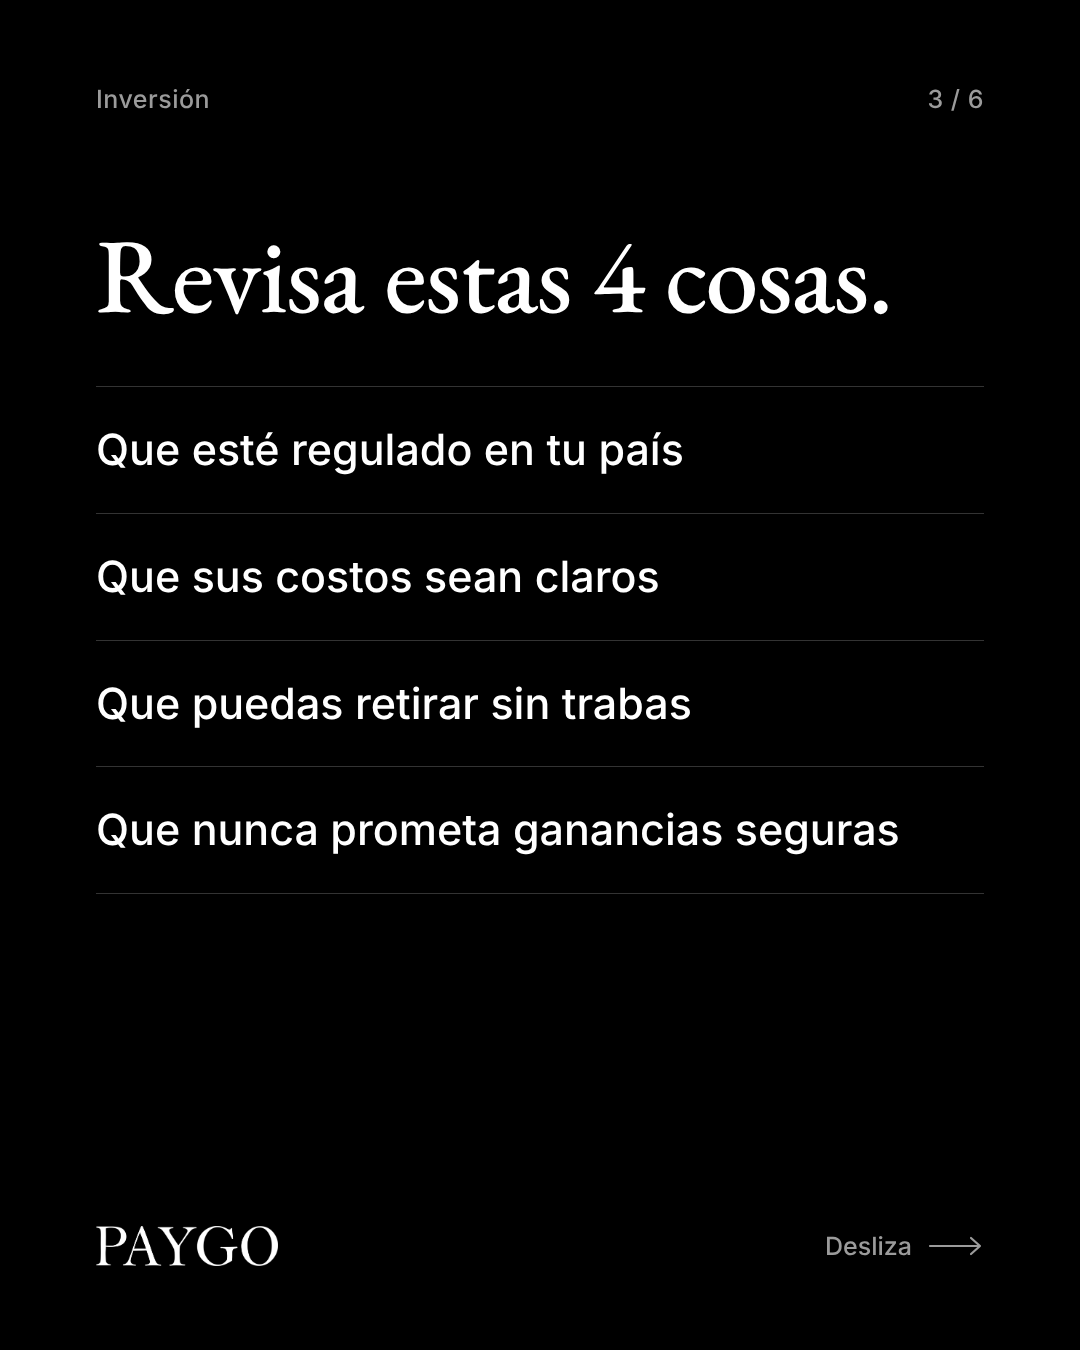 Inversión
3 / 6
Revisa estas 4 cosas.
Que esté regulado en tu país
Que sus costos sean claros
Que puedas retirar sin trabas
Que nunca prometa ganancias seguras
PAYGO
Desliza